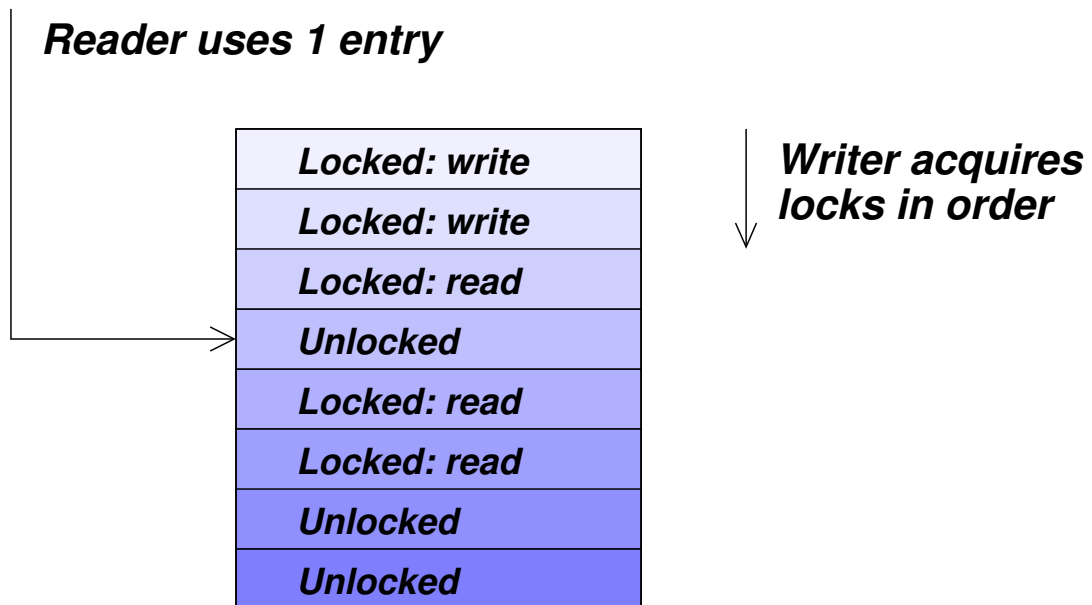 Reader uses 1 entry
Locked: write
Writer acquires
locks in order
Locked: write
Locked: read
Unlocked
Locked: read
Locked: read
Unlocked
Unlocked